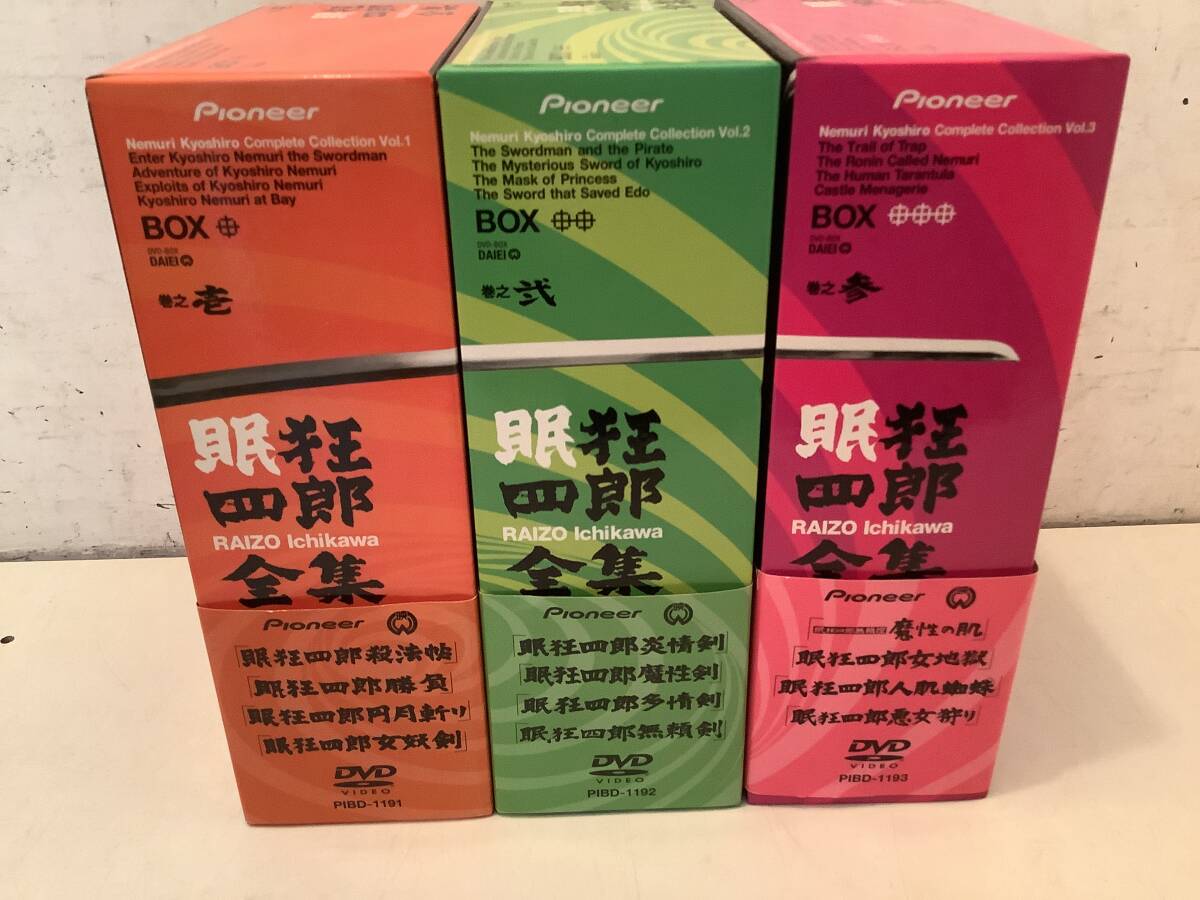 Pioneer
Nemuri Kyoshiro Complete Collection Vol.1
Enter Kyoshiro Nemuri the Swordman
Adventure of Kyoshiro Nemuri
Exploits of Kyoshiro Nemuri
Kyoshiro Nemuri at Bay
BOX
DVD-BOX
DAIEI
巻之壱
眠狂
四郎
RAIZO Ichikawa
全集
Pioneer
眠狂四郎殺法帖
眠狂四郎勝負
眠狂四郎円月斬り
眠狂四郎女妖剣
DVD
VIDEO
PIBD-1191
Pioneer
Nemuri Kyoshiro Complete Collection Vol.2
The Swordman and the Pirate
The Mysterious Sword of Kyoshiro
The Mask of Princess
The Sword that Saved Edo
BOX
DVD-BOX
DAIEI
巻之弐
眠狂
四郎
RAIZO Ichikawa
全集
Pioneer
眠狂四郎炎情剣
眠狂四郎魔性剣
眠狂四郎多情剣
眠狂四郎無頼剣
DVD
VIDEO
PIBD-1192
Pioneer
Nemuri Kyoshiro Complete Collection Vol.3
The Trail of Trap
The Ronin Called Nemuri
The Human Tarantula
Castle Menagerie
BOX
DVD-BOX
DAIEI
巻之参
眠狂
四郎
RAIZO Ichikawa
全集
Pioneer
魔性の肌
眠狂四郎女地獄
眠狂四郎人肌蜘蛛
眠狂四郎悪女狩り
DVD
VIDEO
PIBD-1193